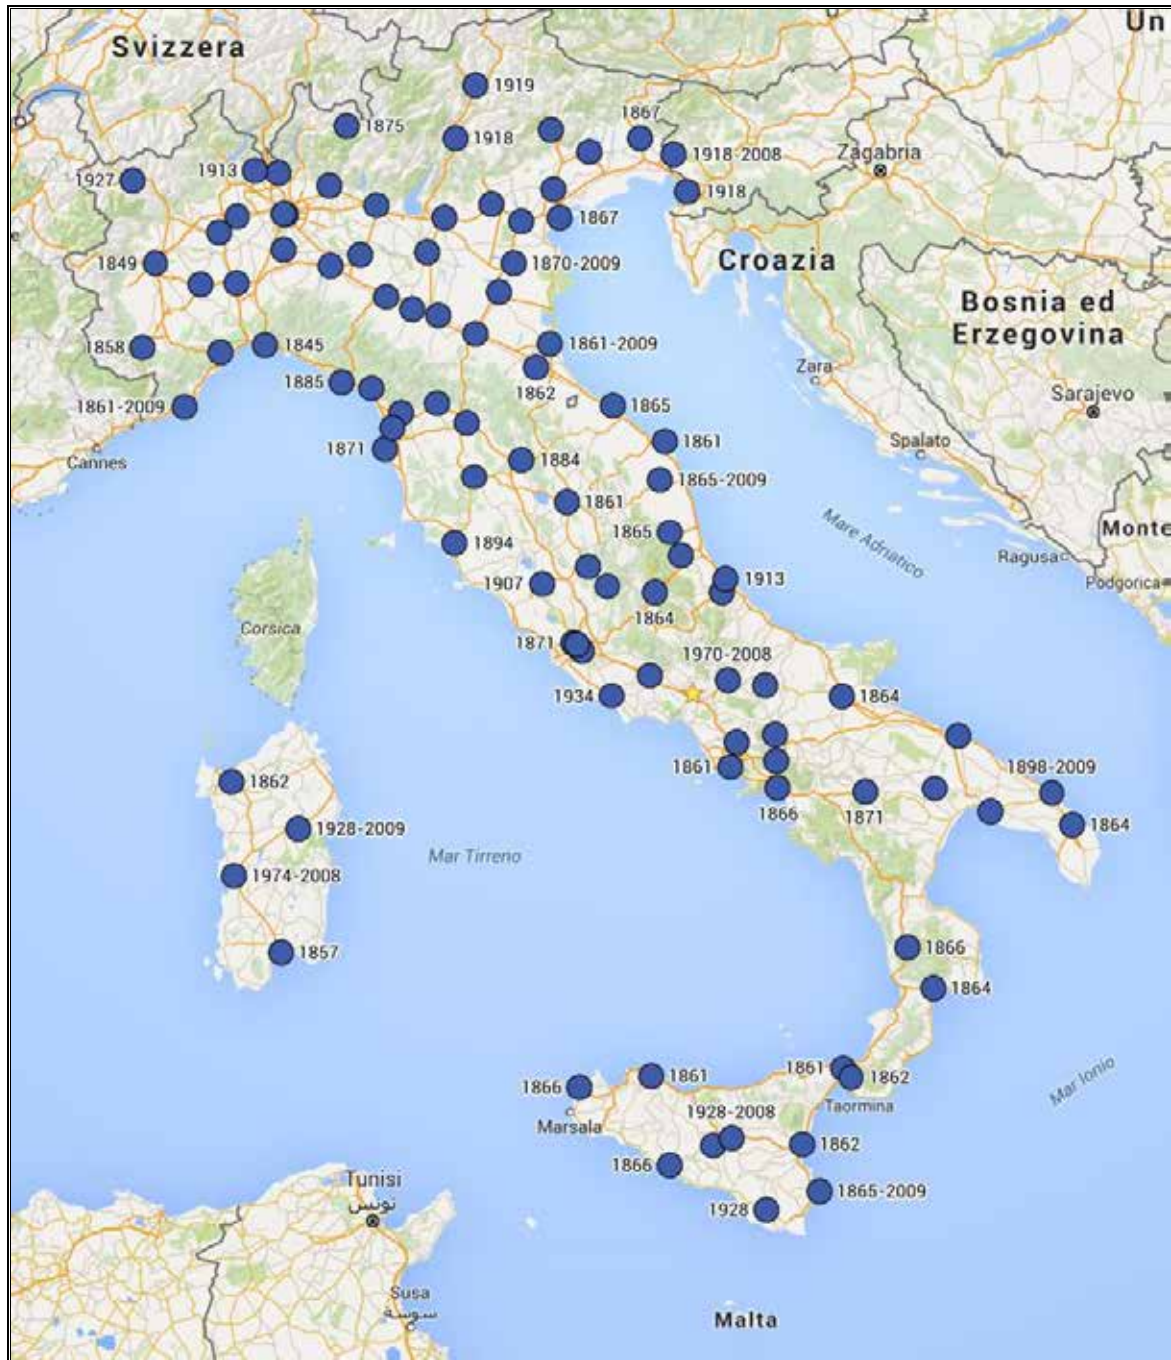 Svizzera
Un
1919
1875
1918
1867
1918-2008
Zagabria
1913
1927
1918
1867
1849
1870-2009
Croazia
Bosnia ed
Erzegovina
1858
1845
1861-2009
1885
1862
Zara
Sarajevo
1861-2009
1865
Cannes
1871
1861
Spalato
1884
1865-2009
1861
Mare Adriatico
Monte
1894
1865
Ragusa
1907
1913
Podgorica
1864
Corsica
1871
1970-2008
1934
1864
1861
1898-2009
1862
1866
1871
1864
1928-2009
Mar Tirreno
1974-2008
1857
1866
1864
1866
1861
1861
1862
Mar Ionio
Taormina
Marsala
1928-2008
1862
1866
Tunisi
تونس
1865-2009
1928
Susa
سوسة
Malta